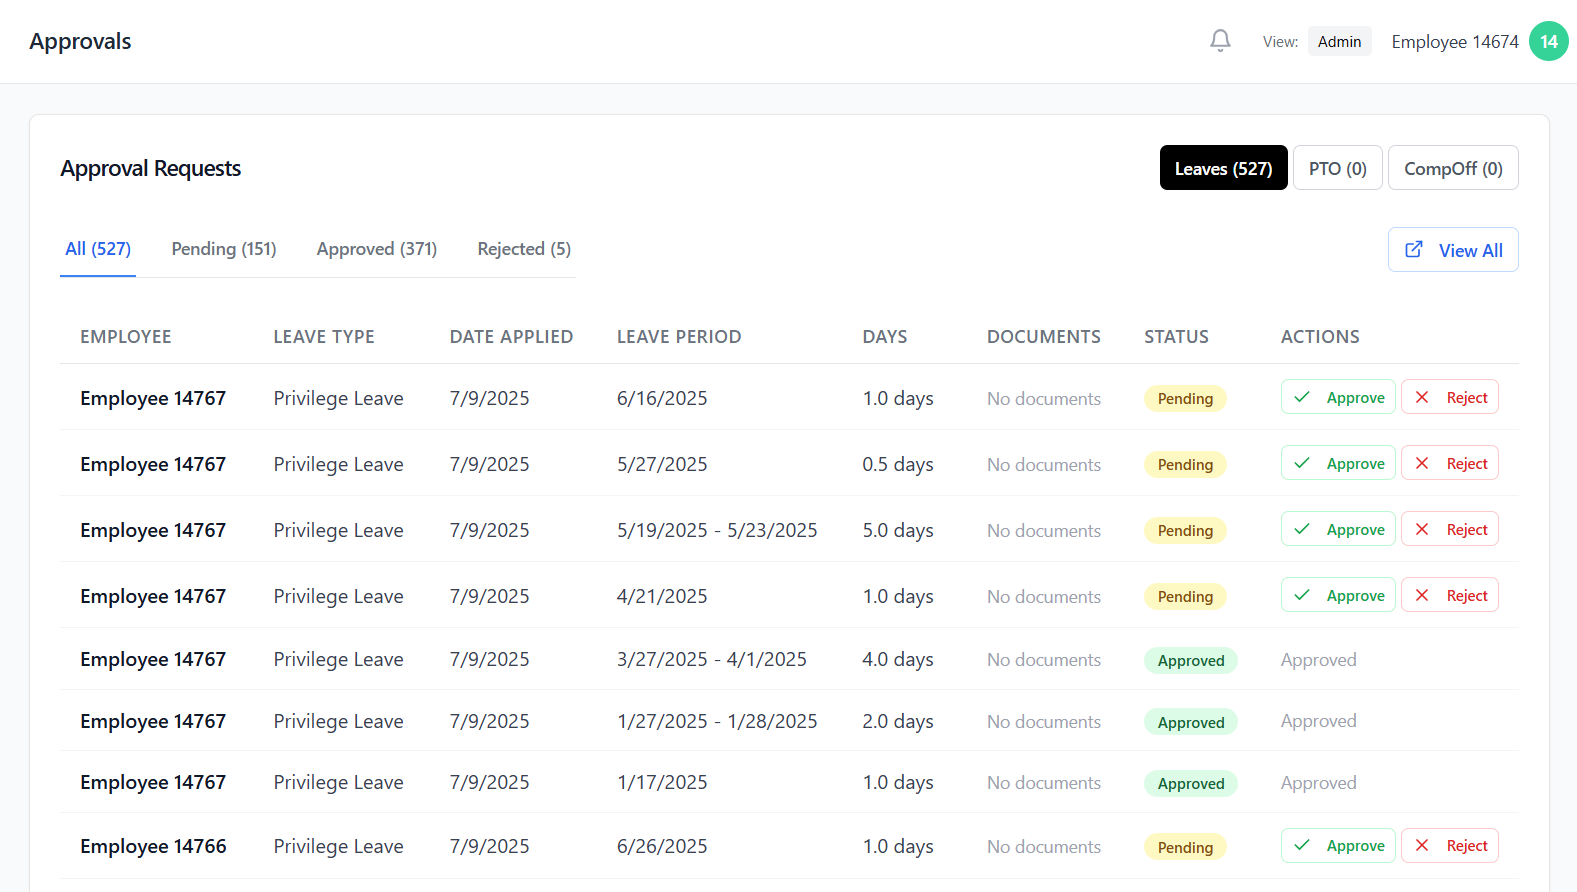 Approvals
View: Admin Employee 14674 14
Approval Requests
Leaves (527) PTO (0) CompOff (0)
All (527) Pending (151) Approved (371) Rejected (5)
View All
EMPLOYEE LEAVE TYPE DATE APPLIED LEAVE PERIOD DAYS DOCUMENTS STATUS ACTIONS
Employee 14767 Privilege Leave 7/9/2025 6/16/2025 1.0 days No documents Pending Approve Reject
Employee 14767 Privilege Leave 7/9/2025 5/27/2025 0.5 days No documents Pending Approve Reject
Employee 14767 Privilege Leave 7/9/2025 5/19/2025 - 5/23/2025 5.0 days No documents Pending Approve Reject
Employee 14767 Privilege Leave 7/9/2025 4/21/2025 1.0 days No documents Pending Approve Reject
Employee 14767 Privilege Leave 7/9/2025 3/27/2025 - 4/1/2025 4.0 days No documents Approved Approved
Employee 14767 Privilege Leave 7/9/2025 1/27/2025 - 1/28/2025 2.0 days No documents Approved Approved
Employee 14767 Privilege Leave 7/9/2025 1/17/2025 1.0 days No documents Approved Approved
Employee 14766 Privilege Leave 7/9/2025 6/26/2025 1.0 days No documents Pending Approve Reject